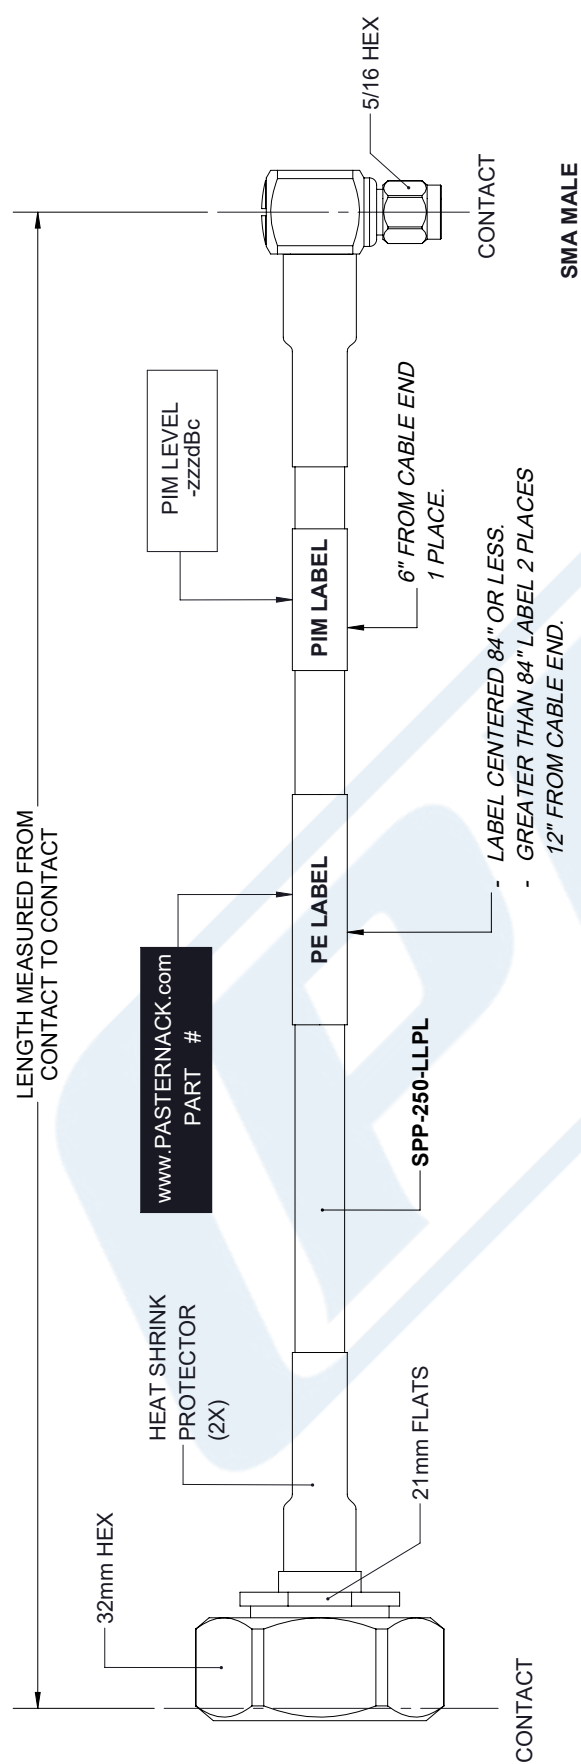 LENGTH MEASURED FROM
CONTACT TO CONTACT
32mm HEX
HEAT SHRINK
PROTECTOR
(2X)
www.PASTERNACK.com
PART #
PIM LEVEL
-zzzdBc
5/16 HEX
PE LABEL
PIM LABEL
21mm FLATS
SPP-250-LLPL
- LABEL CENTERED 84" OR LESS.
- GREATER THAN 84" LABEL 2 PLACES
12" FROM CABLE END.
6" FROM CABLE END
1 PLACE.
CONTACT
CONTACT
SMA MALE